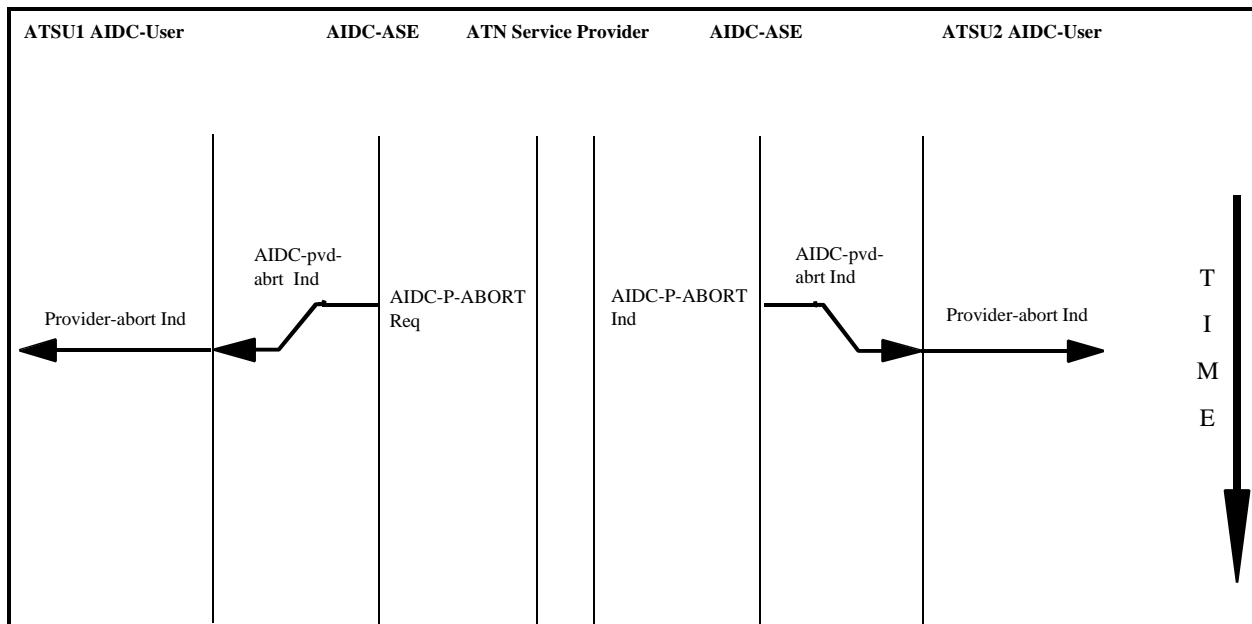 ATSU1 AIDC-User
AIDC-ASE
ATN Service Provider
AIDC-ASE
ATSU2 AIDC-User
AIDC-pvd-
abrt Ind
AIDC-P-ABORT
Req
Provider-abort Ind
AIDC-P-ABORT
Ind
AIDC-pvd-
abrt Ind
Provider-abort Ind
T
I
M
E